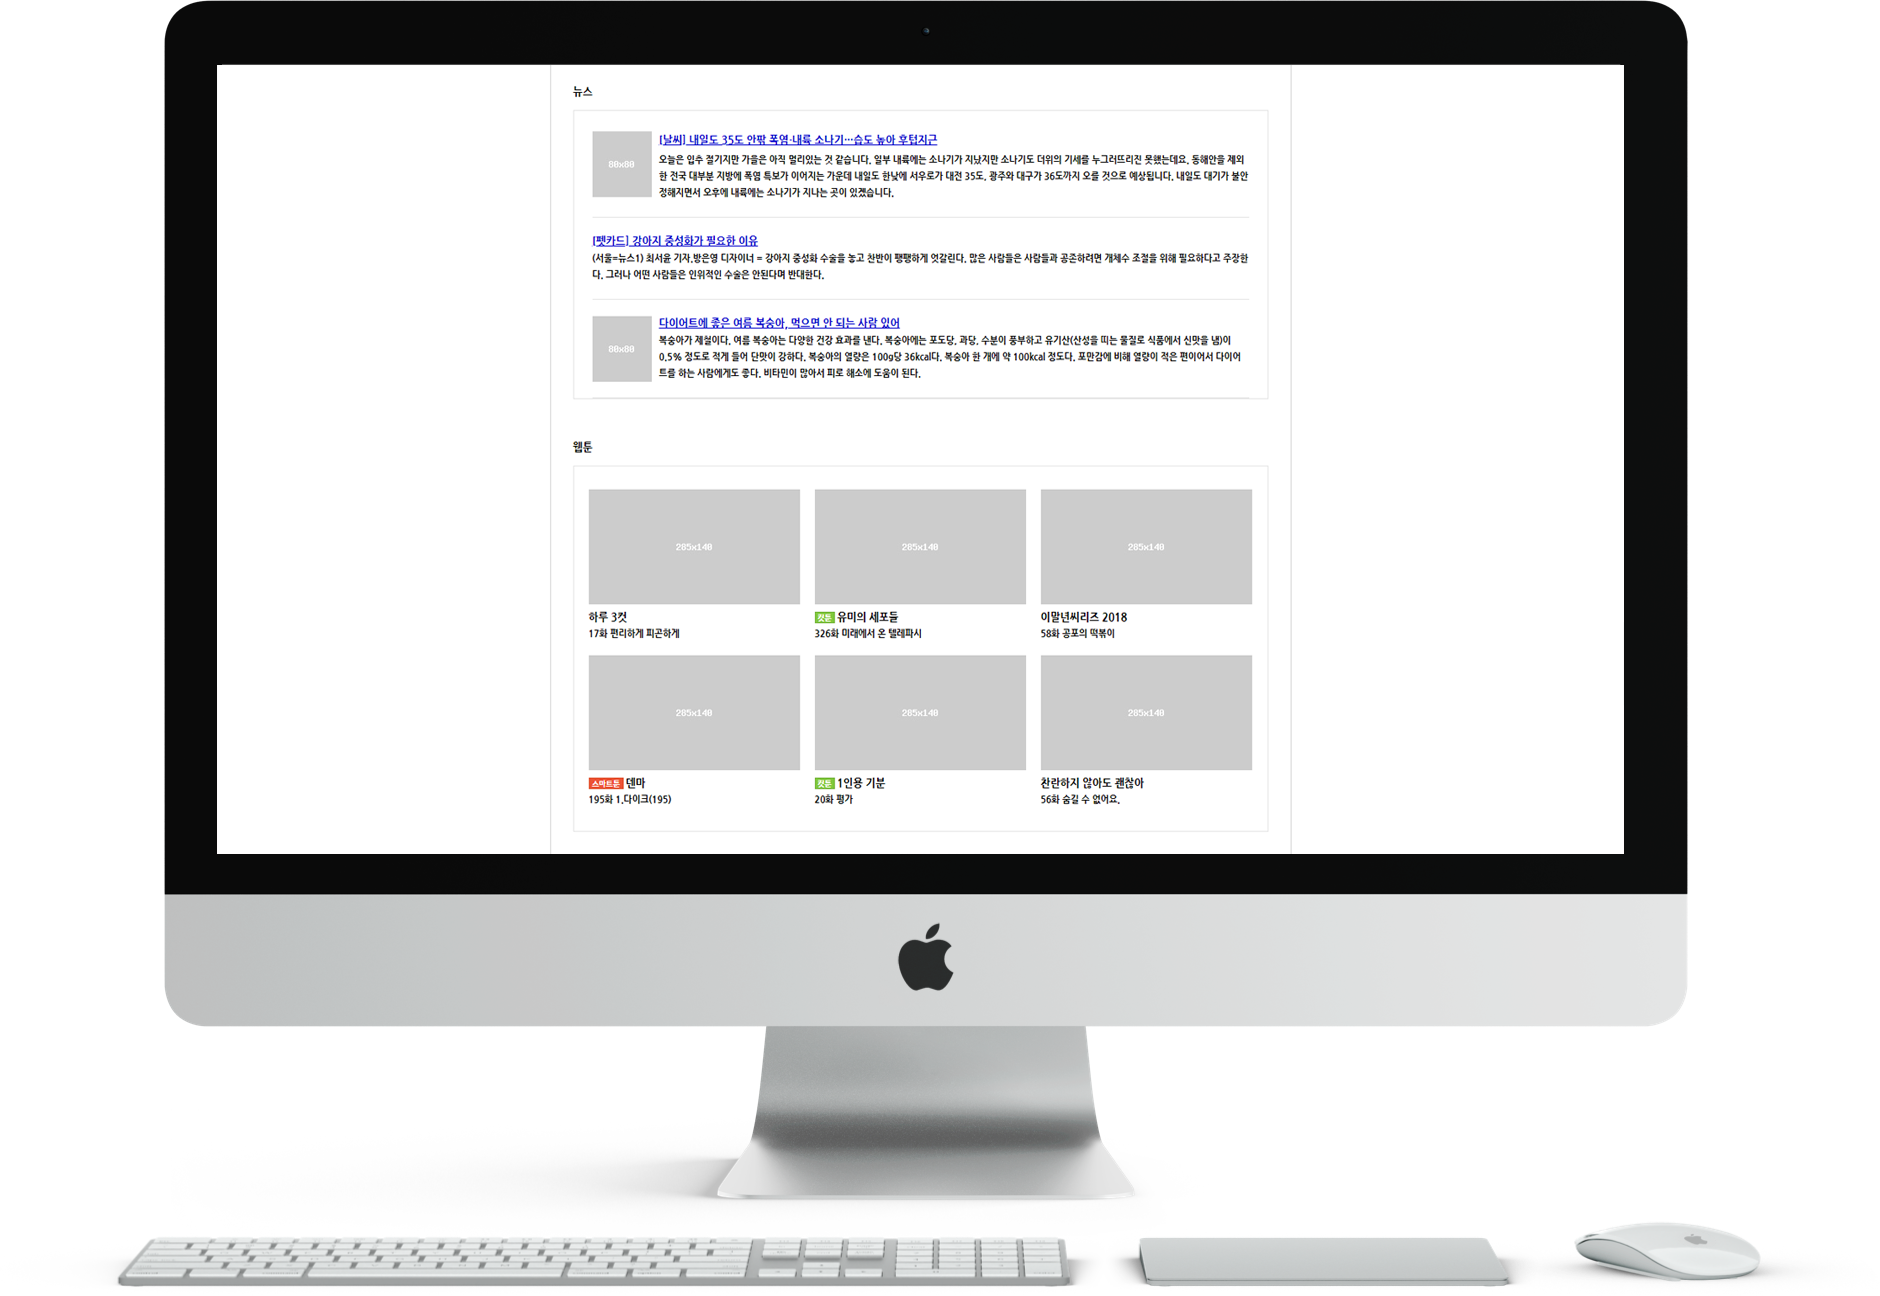 뉴스
80x80
[날씨] 내일도 35도 안팎 폭염·내륙 소나기…습도 높아 후텁지근
오늘은 입추 절기지만 가을은 아직 멀리있는 것 같습니다. 일부 내륙에는 소나기가 지났지만 소나기도 더위의 기세를 누그러뜨리진 못했는데요. 동해안을 제외
한 전국 대부분 지방에 폭염 특보가 이어지는 가운데 내일도 한낮에 서우로가 대전 35도, 광주와 대구가 36도까지 오를 것으로 예상됩니다. 내일도 대기가 불안
정해지면서 오후에 내륙에는 소나기가 지나는 곳이 있겠습니다.
[펫카드] 강아지 중성화가 필요한 이유
(서울=뉴스1) 최서윤 기자,방은영 디자이너 = 강아지 중성화 수술을 놓고 찬반이 팽팽하게 엇갈린다. 많은 사람들은 사람들과 공존하려면 개체수 조절을 위해 필요하다고 주장한
다. 그러나 어떤 사람들은 인위적인 수술은 안된다며 반대한다.
80x80
다이어트에 좋은 여름 복숭아, 먹으면 안 되는 사람 있어
복숭아가 제철이다. 여름 복숭아는 다양한 건강 효과를 낸다. 복숭아에는 포도당, 과당, 수분이 풍부하고 유기산(산성을 띠는 물질로 식품에서 신맛을 냄)이
0.5% 정도로 적게 들어 단맛이 강하다. 복숭아의 열량은 100g당 36kcal다. 복숭아 한 개에 약 100kcal 정도다. 포만감에 비해 열량이 적은 편이어서 다이어
트를 하는 사람에게도 좋다. 비타민이 많아서 피로 해소에 도움이 된다.
웹툰
285x140
285x140
285x140
하루 3컷
17화 편리하게 피곤하게
컷툰 유미의 세포들
326화 미래에서 온 텔레파시
이말년씨리즈 2018
58화 공포의 떡볶이
285x140
285x140
285x140
스마트툰 덴마
195화 1.다이크(195)
컷툰 1인용 기분
20화 평가
찬란하지 않아도 괜찮아
56화 숨길 수 없어요.